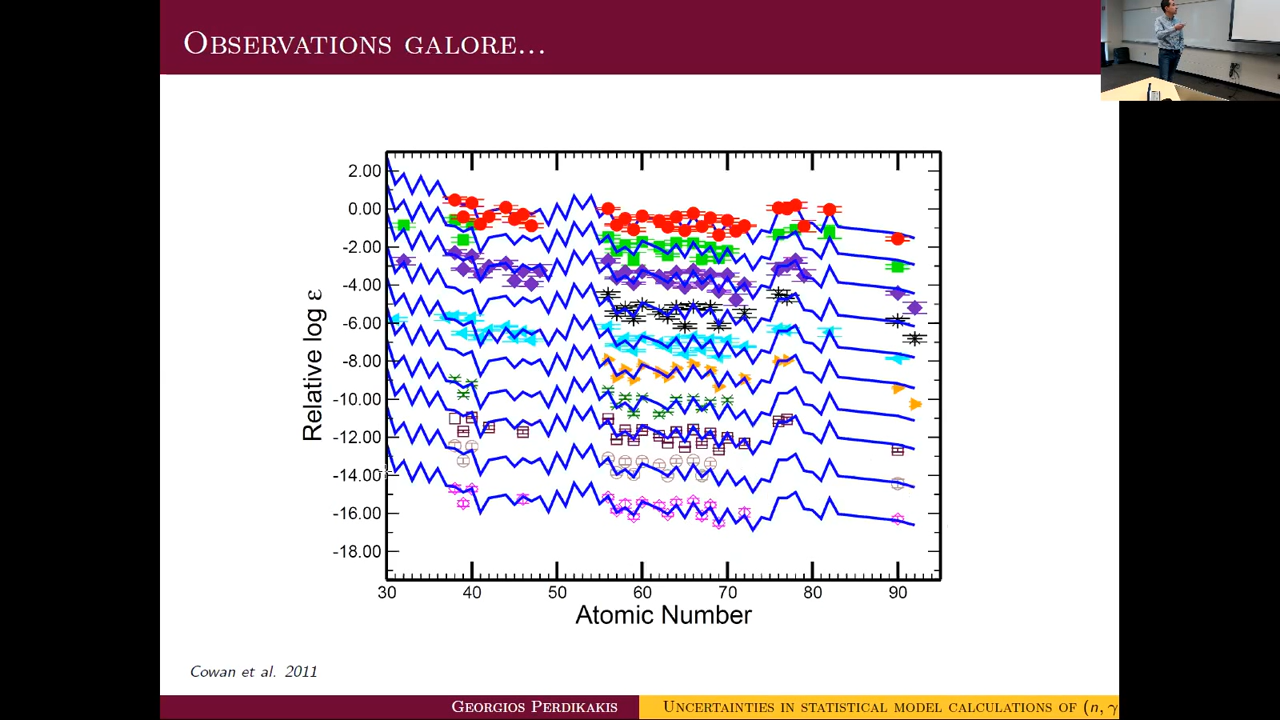 Observations galore...
2.00
0.00
-2.00
-4.00
-6.00
-8.00
-10.00
-12.00
-14.00
-16.00
-18.00
Relative log ε
30 40 50 60 70 80 90
Atomic Number
Cowan et al. 2011
Georgios Perdikakis
Uncertainties in statistical model calculations of (n, γ